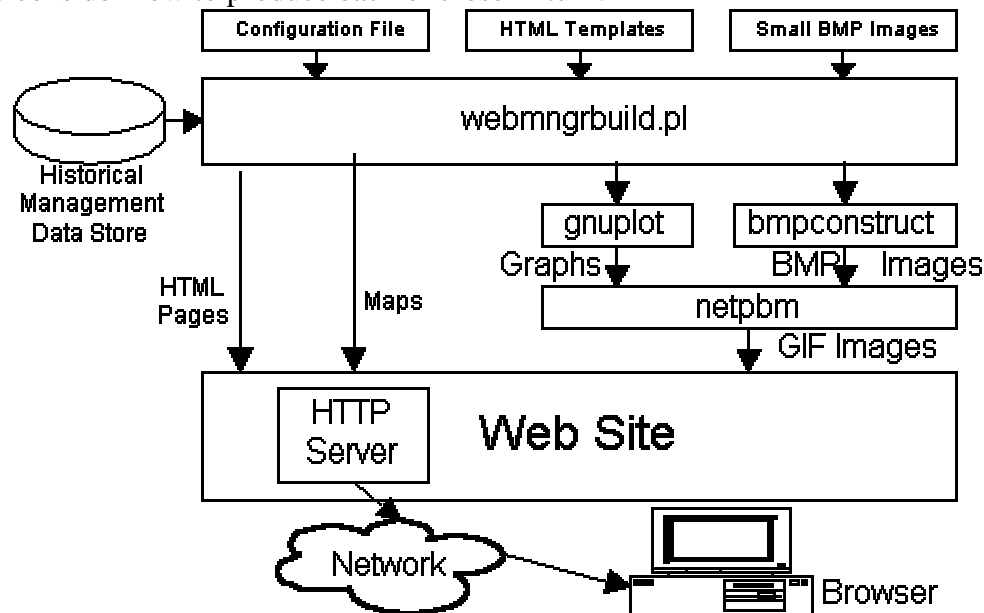 Configuration File
HTML Templates
Small BMP Images
webmngrbuild.pl
Historical
Management
Data Store
gnuplot
bmpconstruct
Graphs
BMP Images
HTML
Pages
Maps
netpbm
GIF Images
HTTP
Server
Web Site
Network
Browser